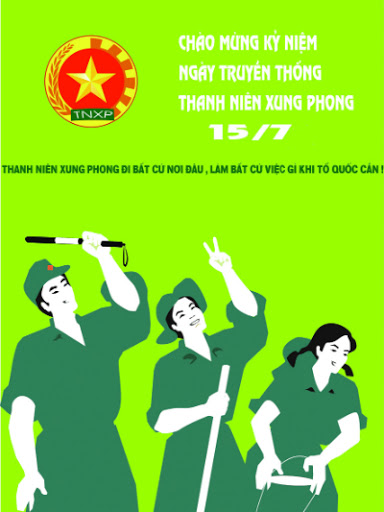 CHÀO MỪNG KỶ NIỆM
NGÀY TRUYỀN THỐNG
THANH NIÊN XUNG PHONG
15/7
TNXP
THANH NIÊN XUNG PHONG ĐI BẤT CỨ NƠI ĐÂU , LÀM BẤT CỨ VIỆC GÌ KHI TỔ QUỐC CẦN !